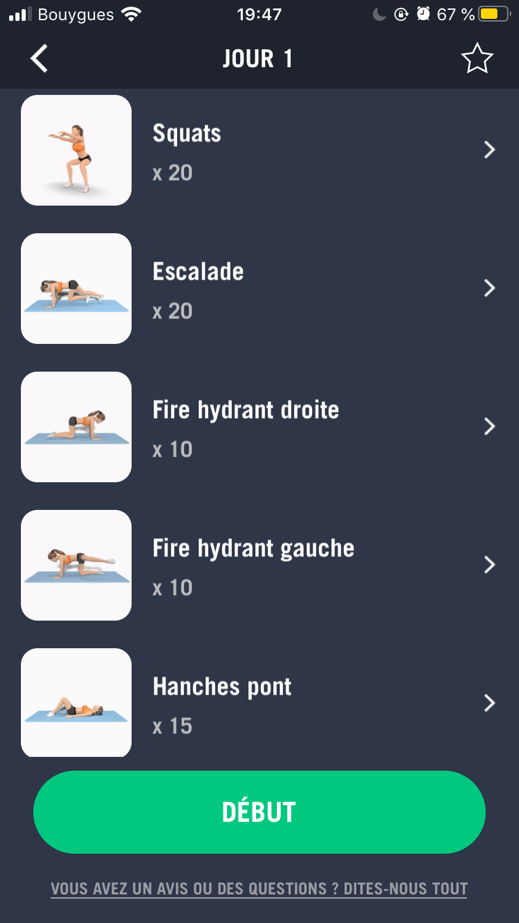 Bouygues 19:47 67 %
JOUR 1
Squats
x 20
Escalade
x 20
Fire hydrant droite
x 10
Fire hydrant gauche
x 10
Hanches pont
x 15
DÉBUT
VOUS AVEZ UN AVIS OU DES QUESTIONS ? DITES-NOUS TOUT